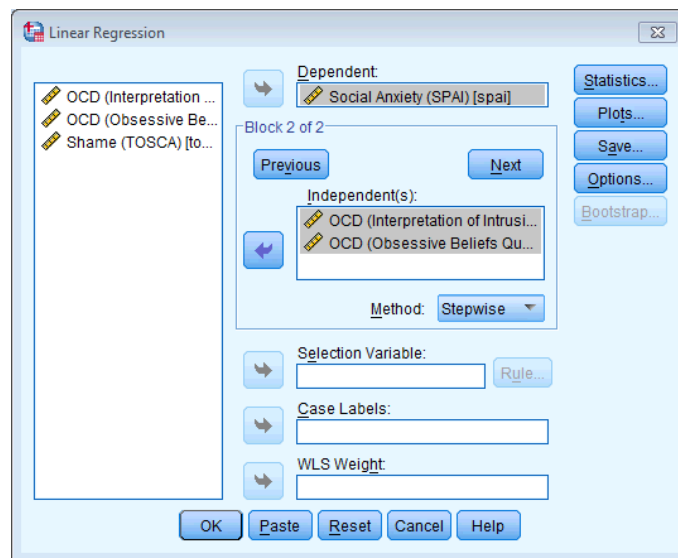 Linear Regression
OCD (Interpretation ...
OCD (Obsessive Be...
Shame (TOSCA) [to...
Dependent:
Social Anxiety (SPAI) [spai]
Block 2 of 2
Previous
Next
Independent(s):
OCD (Interpretation of Intrusi...
OCD (Obsessive Beliefs Qu...
Method: Stepwise
Selection Variable:
Rule...
Case Labels:
WLS Weight:
Statistics...
Plots...
Save...
Options...
Bootstrap...
OK Paste Reset Cancel Help